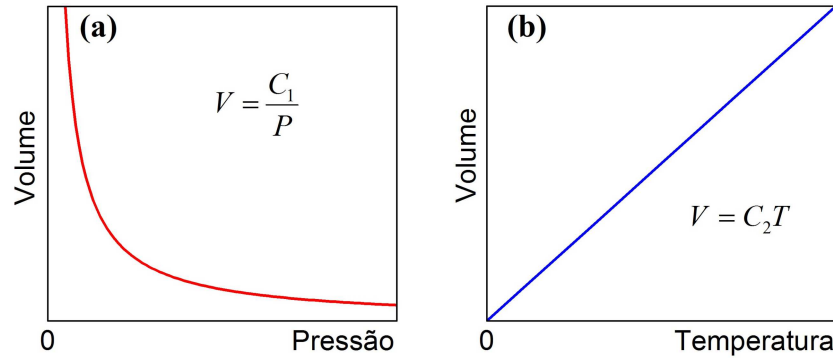 (a)
V = C₁/P
Volume
0
Pressão
(b)
V = C₂T
Volume
0
Temperatura